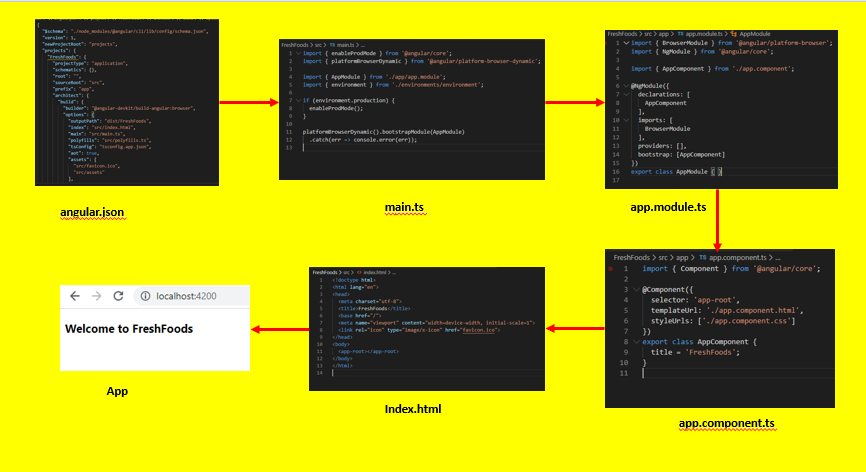 {
"$schema": "./node_modules/@angular/cli/lib/config/schema.json",
"version": 1,
"newProjectRoot": "projects",
"projects": {
"FreshFoods": {
"projectType": "application",
"schematics": {},
"root": "",
"sourceRoot": "src",
"prefix": "app",
"architect": {
"build": {
"builder": "@angular-devkit/build-angular:browser",
"options": {
"outputPath": "dist/FreshFoods",
"index": "src/index.html",
"main": "src/main.ts",
"polyfills": "src/polyfills.ts",
"tsConfig": "tsconfig.app.json",
"aot": true,
"assets": [
"src/favicon.ico",
"src/assets"
],
angular.json
FreshFoods > src > TS main.ts > ...
1 import { enableProdMode } from '@angular/core';
2 import { platformBrowserDynamic } from '@angular/platform-browser-dynamic';
3
4 import { AppModule } from './app/app.module';
5 import { environment } from './environments/environment';
6
7 if (environment.production) {
8 enableProdMode();
9 }
10
11 platformBrowserDynamic().bootstrapModule(AppModule)
12 .catch(err => console.error(err));
13
main.ts
FreshFoods > src > app > TS app.module.ts > AppModule
1 import { BrowserModule } from '@angular/platform-browser';
2 import { NgModule } from '@angular/core';
3
4 import { AppComponent } from './app.component';
5
6 @NgModule({
7 declarations: [
8 AppComponent
9 ],
10 imports: [
11 BrowserModule
12 ],
13 providers: [],
14 bootstrap: [AppComponent]
15 })
16 export class AppModule { }
17
app.module.ts
FreshFoods > src > app > TS app.component.ts > ...
1 import { Component } from '@angular/core';
2
3 @Component({
4 selector: 'app-root',
5 templateUrl: './app.component.html',
6 styleUrls: ['./app.component.css']
7 })
8 export class AppComponent {
9 title = 'FreshFoods';
10 }
11
app.component.ts
FreshFoods > src > <> index.html > ...
1 <!doctype html>
2 <html lang="en">
3 <head>
4 <meta charset="utf-8">
5 <title>FreshFoods</title>
6 <base href="/">
7 <meta name="viewport" content="width=device-width, initial-scale=1">
8 <link rel="icon" type="image/x-icon" href="favicon.ico">
9 </head>
10 <body>
11 <app-root></app-root>
12 </body>
13 </html>
14
Index.html
localhost:4200
Welcome to FreshFoods
App